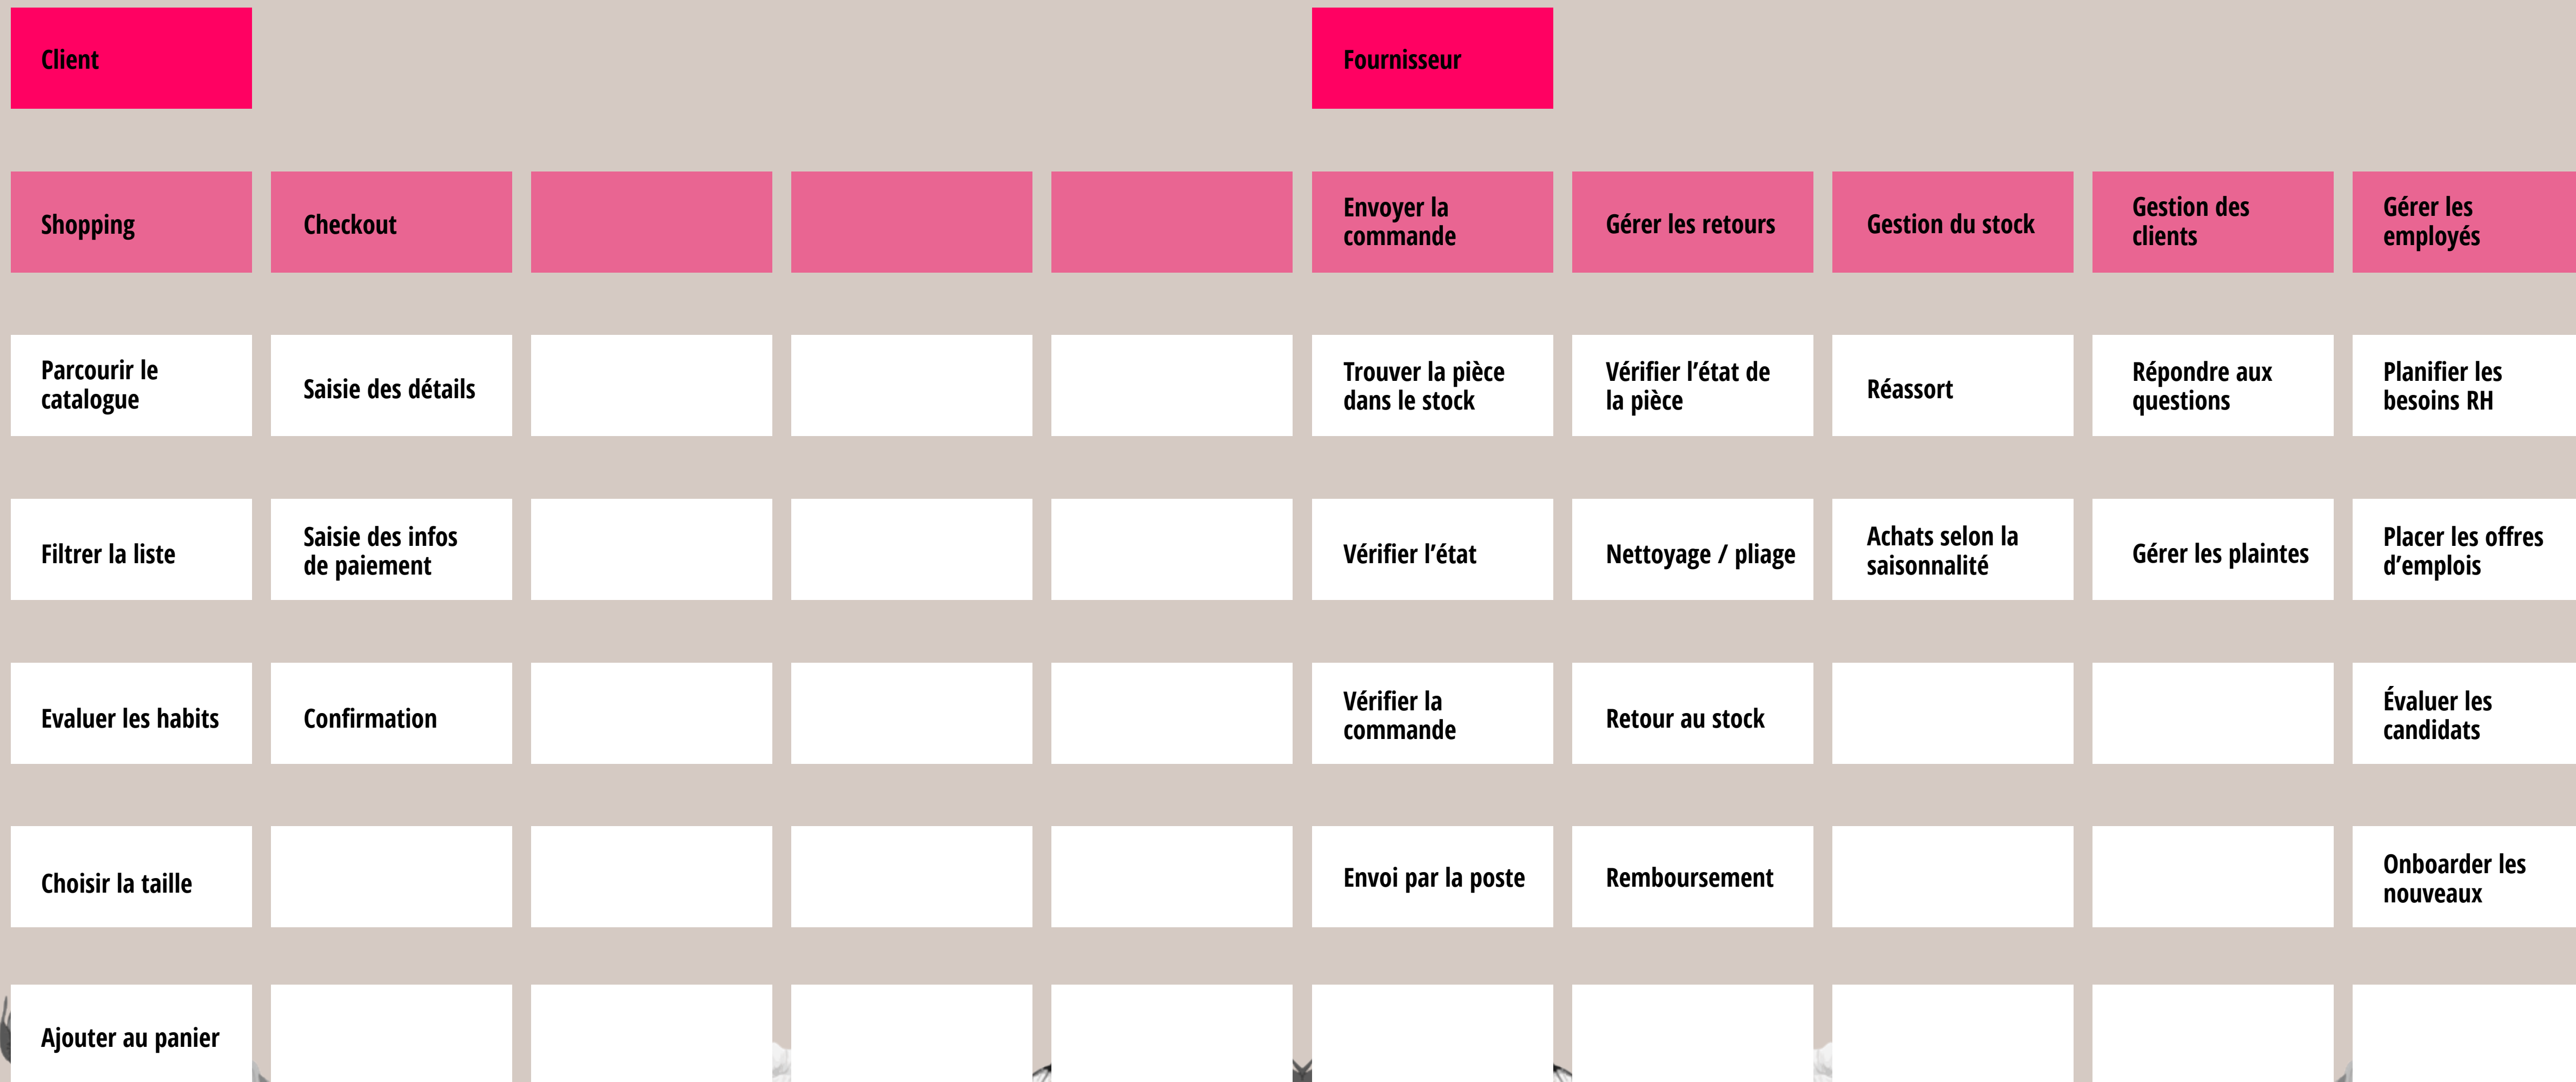 Client
Fournisseur
Shopping
Checkout
Envoyer la
commande
Gérer les retours
Gestion du stock
Gestion des
clients
Gérer les
employés
Parcourir le
catalogue
Saisie des détails
Trouver la pièce
dans le stock
Vérifier l’état de
la pièce
Réassort
Répondre aux
questions
Planifier les
besoins RH
Filtrer la liste
Saisie des infos
de paiement
Vérifier l’état
Nettoyage / pliage
Achats selon la
saisonnalité
Gérer les plaintes
Placer les offres
d’emplois
Evaluer les habits
Confirmation
Vérifier la
commande
Retour au stock
Évaluer les
candidats
Choisir la taille
Envoi par la poste
Remboursement
Onboarder les
nouveaux
Ajouter au panier